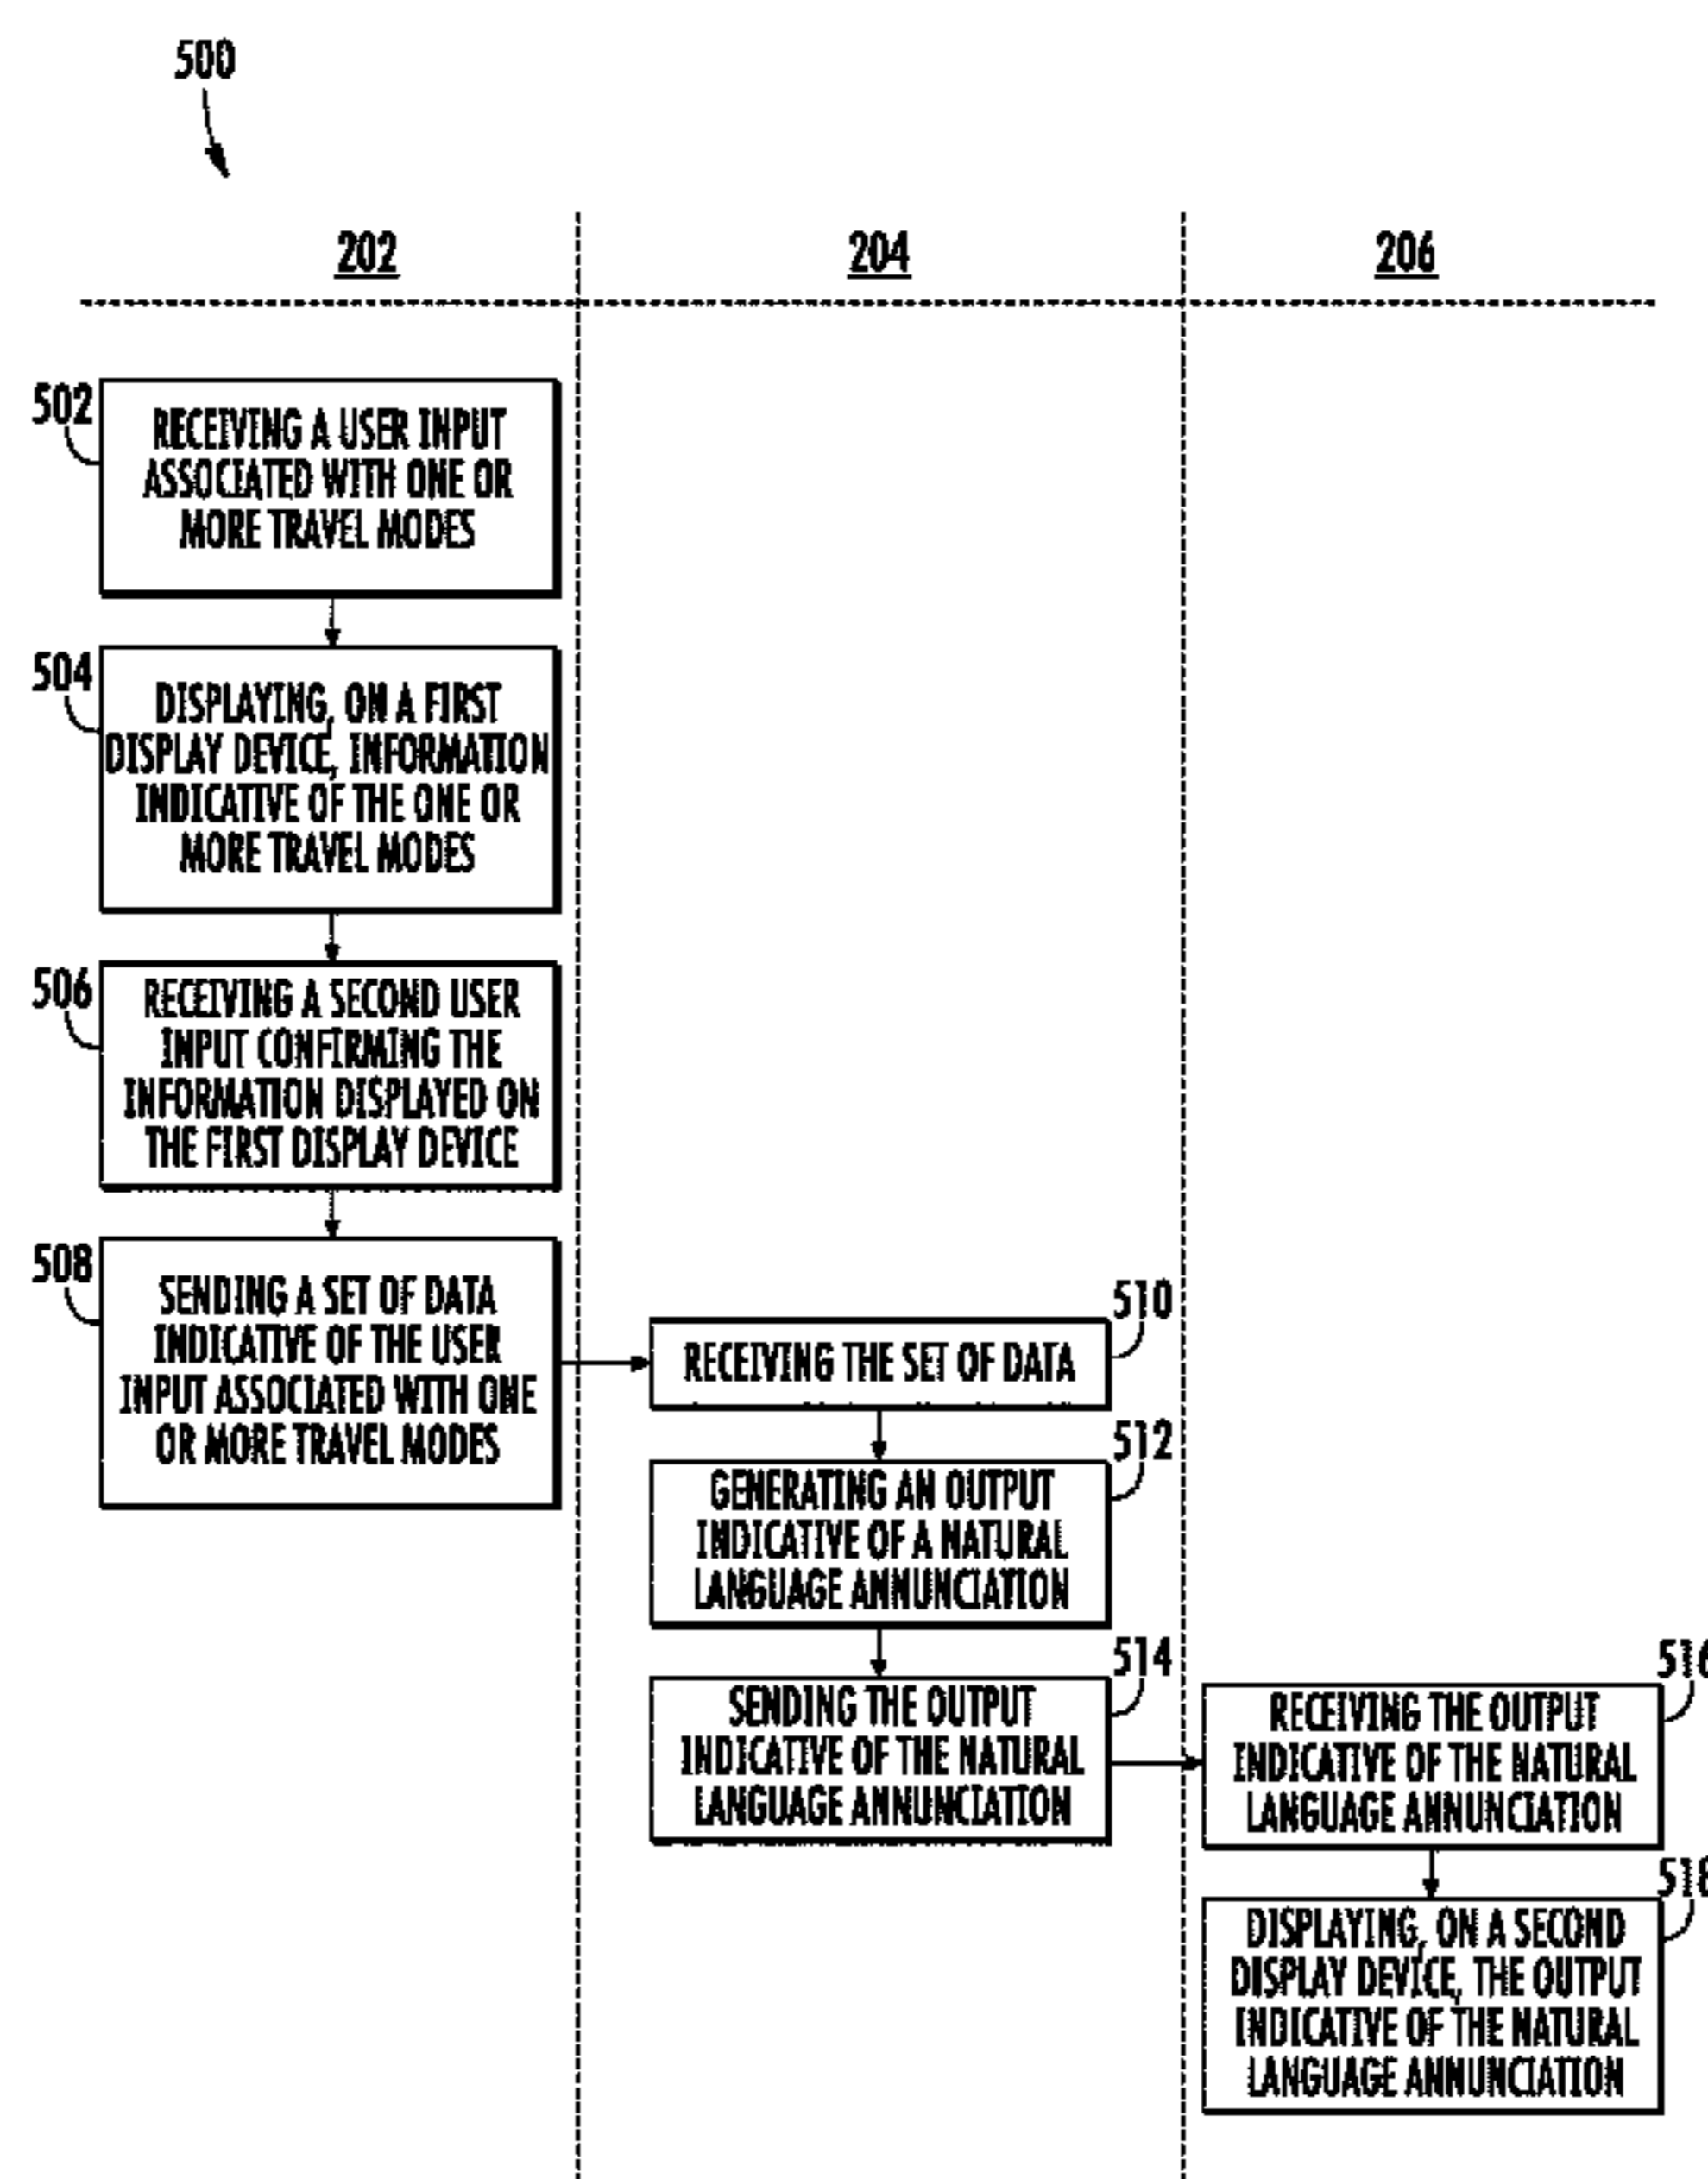 500
202
204
206
502
RECEIVING A USER INPUT
ASSOCIATED WITH ONE OR
MORE TRAVEL MODES
504
DISPLAYING, ON A FIRST
DISPLAY DEVICE, INFORMATION
INDICATIVE OF THE ONE OR
MORE TRAVEL MODES
506
RECEIVING A SECOND USER
INPUT CONFIRMING THE
INFORMATION DISPLAYED ON
THE FIRST DISPLAY DEVICE
508
SENDING A SET OF DATA
INDICATIVE OF THE USER
INPUT ASSOCIATED WITH ONE
OR MORE TRAVEL MODES
510
RECEIVING THE SET OF DATA
512
GENERATING AN OUTPUT
INDICATIVE OF A NATURAL
LANGUAGE ANNUNCIATION
514
SENDING THE OUTPUT
INDICATIVE OF THE NATURAL
LANGUAGE ANNUNCIATION
516
RECEIVING THE OUTPUT
INDICATIVE OF THE NATURAL
LANGUAGE ANNUNCIATION
518
DISPLAYING, ON A SECOND
DISPLAY DEVICE, THE OUTPUT
INDICATIVE OF THE NATURAL
LANGUAGE ANNUNCIATION